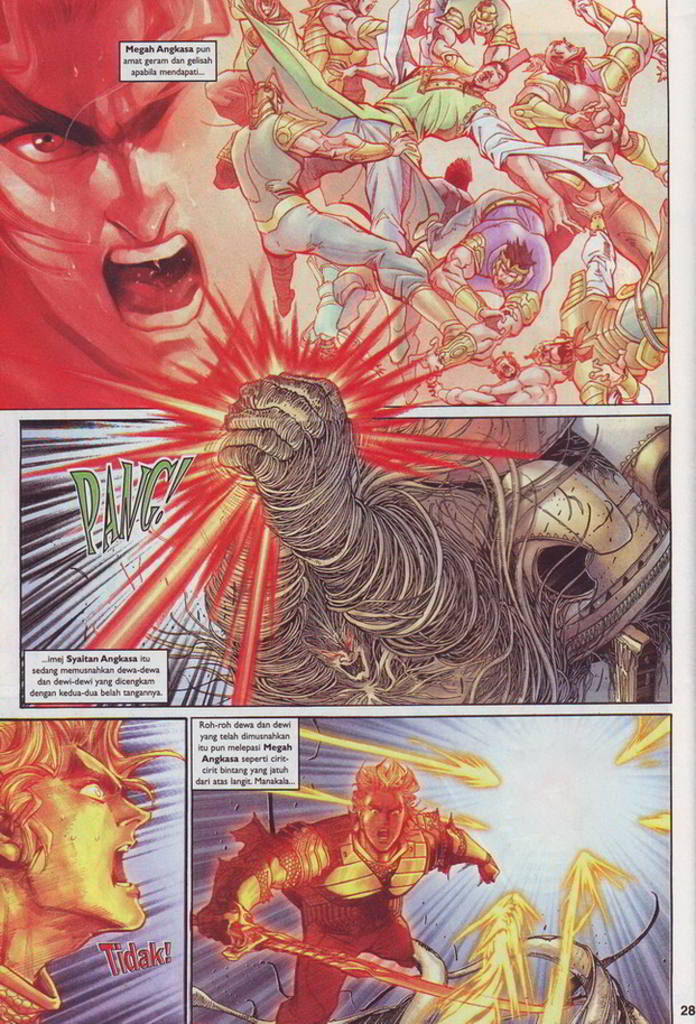 Megah Angkasa pun
amat geram dan gelisah
apabila mendapati...
PANG!
...imej Syaitan Angkasa itu
sedang memusnahkan dewa-dewa
dan dewi-dewi yang dicengkam
dengan kedua-dua belah tangannya.
Roh-roh dewa dan dewi
yang telah dimusnahkan
itu pun melepasi Megah
Angkasa seperti cirit-
cirit bintang yang jatuh
dari atas langit. Manakala...
Tidak!
28